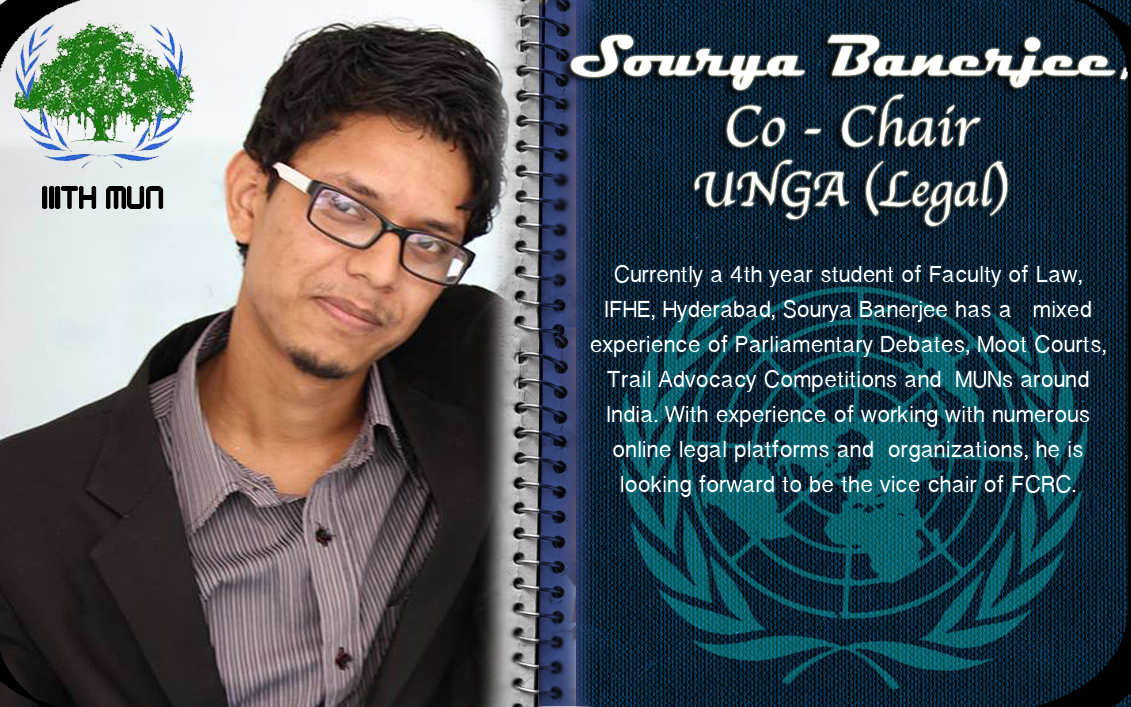 IIITH MUN
Sourya Banerjee,
Co - Chair
UNGA (Legal)
Currently a 4th year student of Faculty of Law,
IFHE, Hyderabad, Sourya Banerjee has a mixed
experience of Parliamentary Debates, Moot Courts,
Trail Advocacy Competitions and MUNs around
India. With experience of working with numerous
online legal platforms and organizations, he is
looking forward to be the vice chair of FCRC.